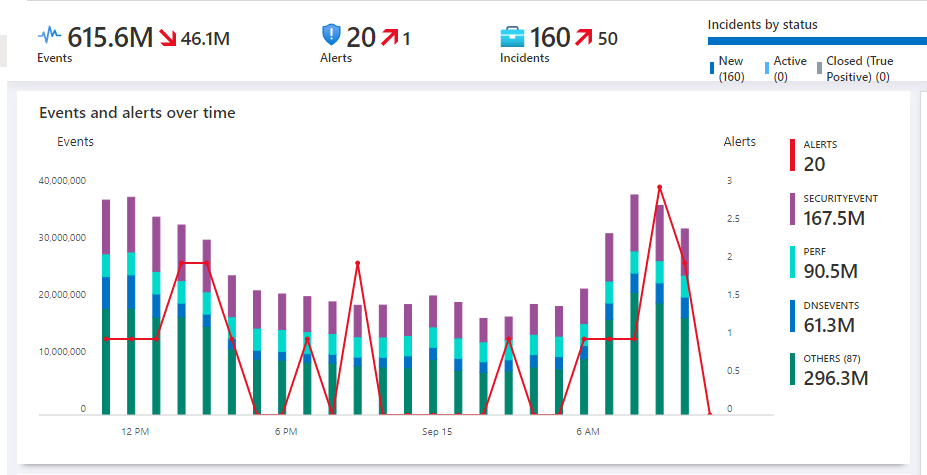 615.6M 46.1M
Events
20 1
Alerts
160 50
Incidents
Incidents by status
New (160)
Active (0)
Closed (True Positive) (0)
Events and alerts over time
Events
Alerts
40,000,000
30,000,000
20,000,000
10,000,000
0
3
2.5
2
1.5
1
0.5
0
12 PM
6 PM
Sep 15
6 AM
ALERTS
20
SECURITYEVENT
167.5M
PERF
90.5M
DNSEVENTS
61.3M
OTHERS (87)
296.3M